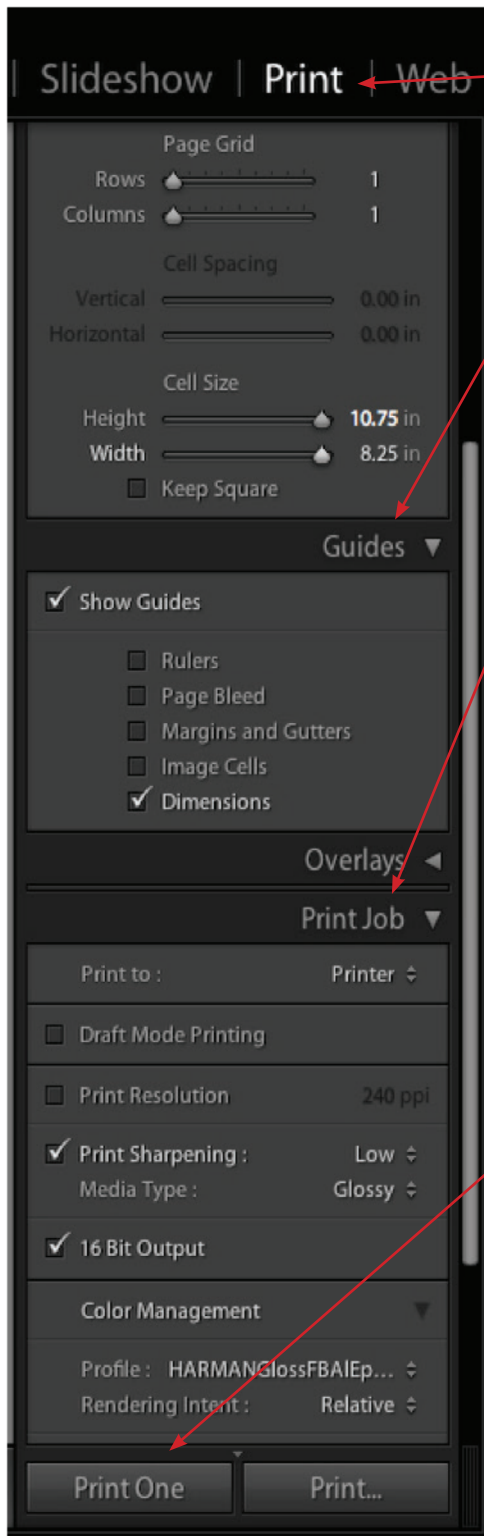 Slideshow | Print | Web
Page Grid
Rows 1
Columns 1
Cell Spacing
Vertical 0.00 in
Horizontal 0.00 in
Cell Size
Height 10.75 in
Width 8.25 in
Keep Square
Guides
Show Guides
Rulers
Page Bleed
Margins and Gutters
Image Cells
Dimensions
Overlays
Print Job
Print to : Printer
Draft Mode Printing
Print Resolution 240 ppi
Print Sharpening : Low
Media Type : Glossy
16 Bit Output
Color Management
Profile : HARMANGlossFBAlEp...
Rendering Intent : Relative
Print One Print...